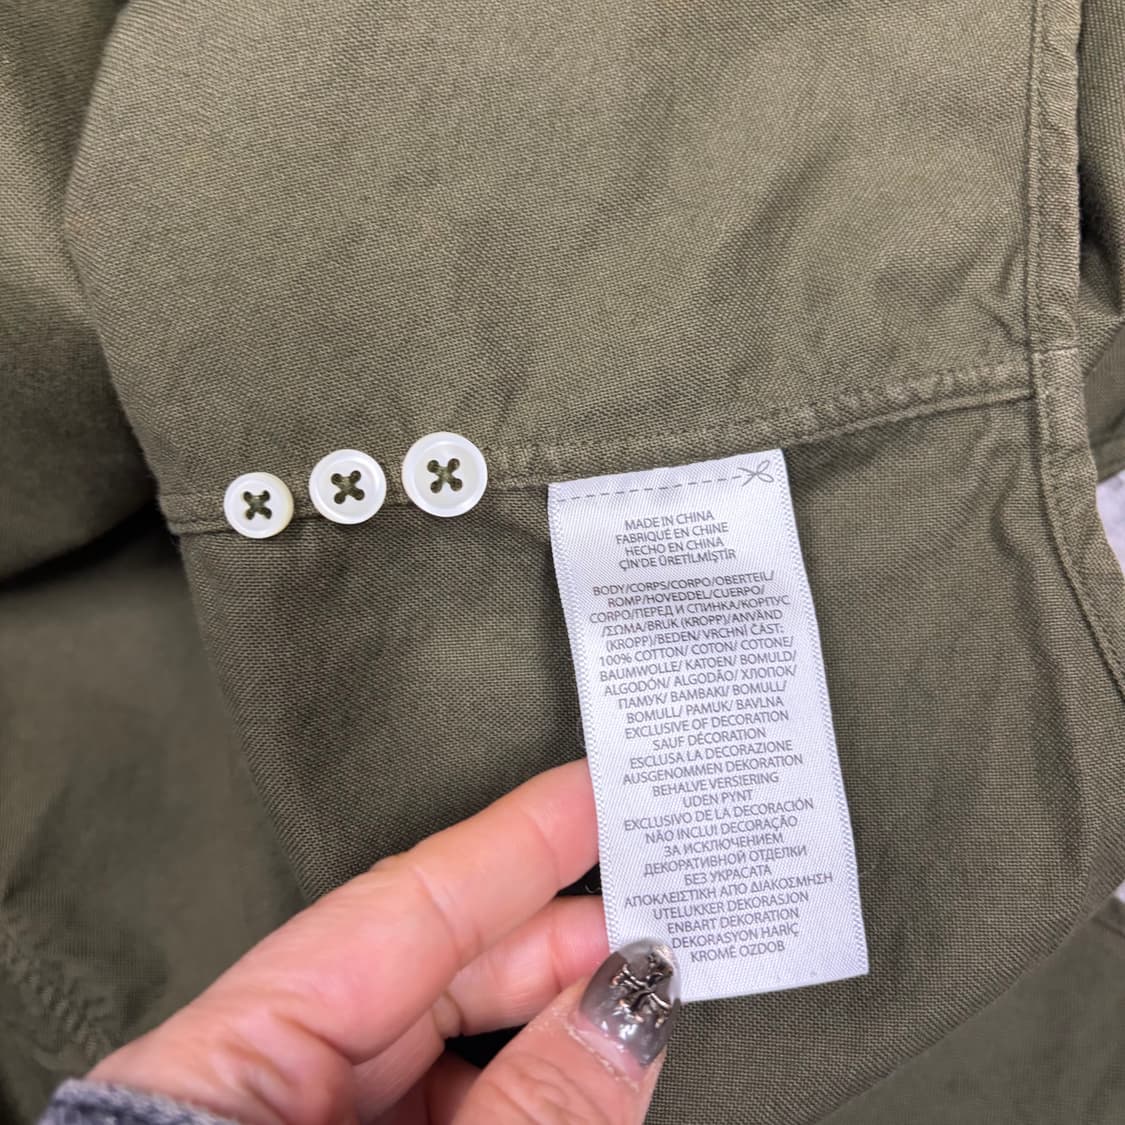 MADE IN CHINA
FABRIQUÉ EN CHINE
HECHO EN CHINA
ÇİN'DE ÜRETİLMİŞTİR
BODY/CORPS/CORPO/OBERTEIL/
ROMP/HOVEDDEL/CUERPO/
CORPO/ПЕРЕД И СПИНКА/КОРПУС
/ΣΩΜΑ/BRUK (KROPP)/ANVÄND
(KROPP)/BEDEN/ VRCHNÍ ČÁST:
100% COTTON/ COTON/ COTONE/
BAUMWOLLE/ KATOEN/ BOMULD/
ALGODÓN/ ALGODÃO/ ХЛОПОК/
ПАМУК/ ΒΑΜΒΑΚΙ/ BOMULL/
BOMULL/ PAMUK/ BAVLNA
EXCLUSIVE OF DECORATION
SAUF DÉCORATION
ESCLUSA LA DECORAZIONE
AUSGENOMMEN DEKORATION
BEHALVE VERSIERING
UDEN PYNT
EXCLUSIVO DE LA DECORACIÓN
NÃO INCLUI DECORAÇÃO
ЗА ИСКЛЮЧЕНИЕМ
ДЕКОРАТИВНОЙ ОТДЕЛКИ
БЕЗ УКРАСАТА
ΑΠΟΚΛΕΙΣΤΙΚΗ ΑΠΟ ΔΙΑΚΟΣΜΗΣΗ
UTELUKKER DEKORASJON
ENBART DEKORATION
DEKORASYON HARİÇ
KROMĚ OZDOB